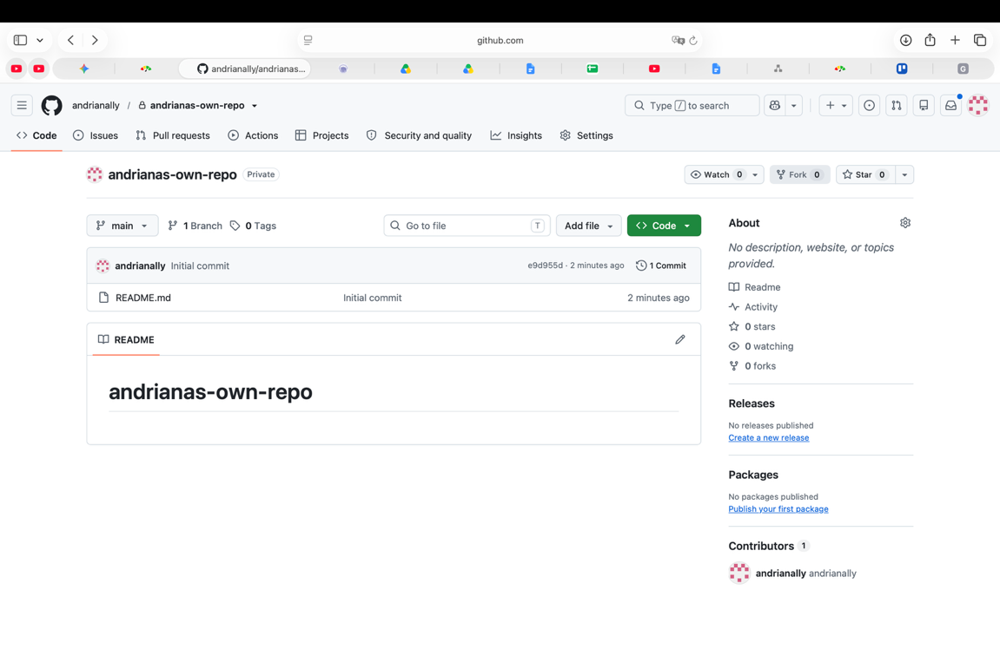 github.com
andrianally/andrianas...
G
andrianally / andrianas-own-repo
Type / to search
Code Issues Pull requests Actions Projects Security and quality Insights Settings
andrianas-own-repo Private
Watch 0 Fork 0 Star 0
main 1 Branch 0 Tags Go to file T Add file Code
andrianally Initial commit e9d955d · 2 minutes ago 1 Commit
README.md Initial commit 2 minutes ago
README
andrianas-own-repo
About
No description, website, or topics
provided.
Readme
Activity
0 stars
0 watching
0 forks
Releases
No releases published
Create a new release
Packages
No packages published
Publish your first package
Contributors 1
andrianally andrianally